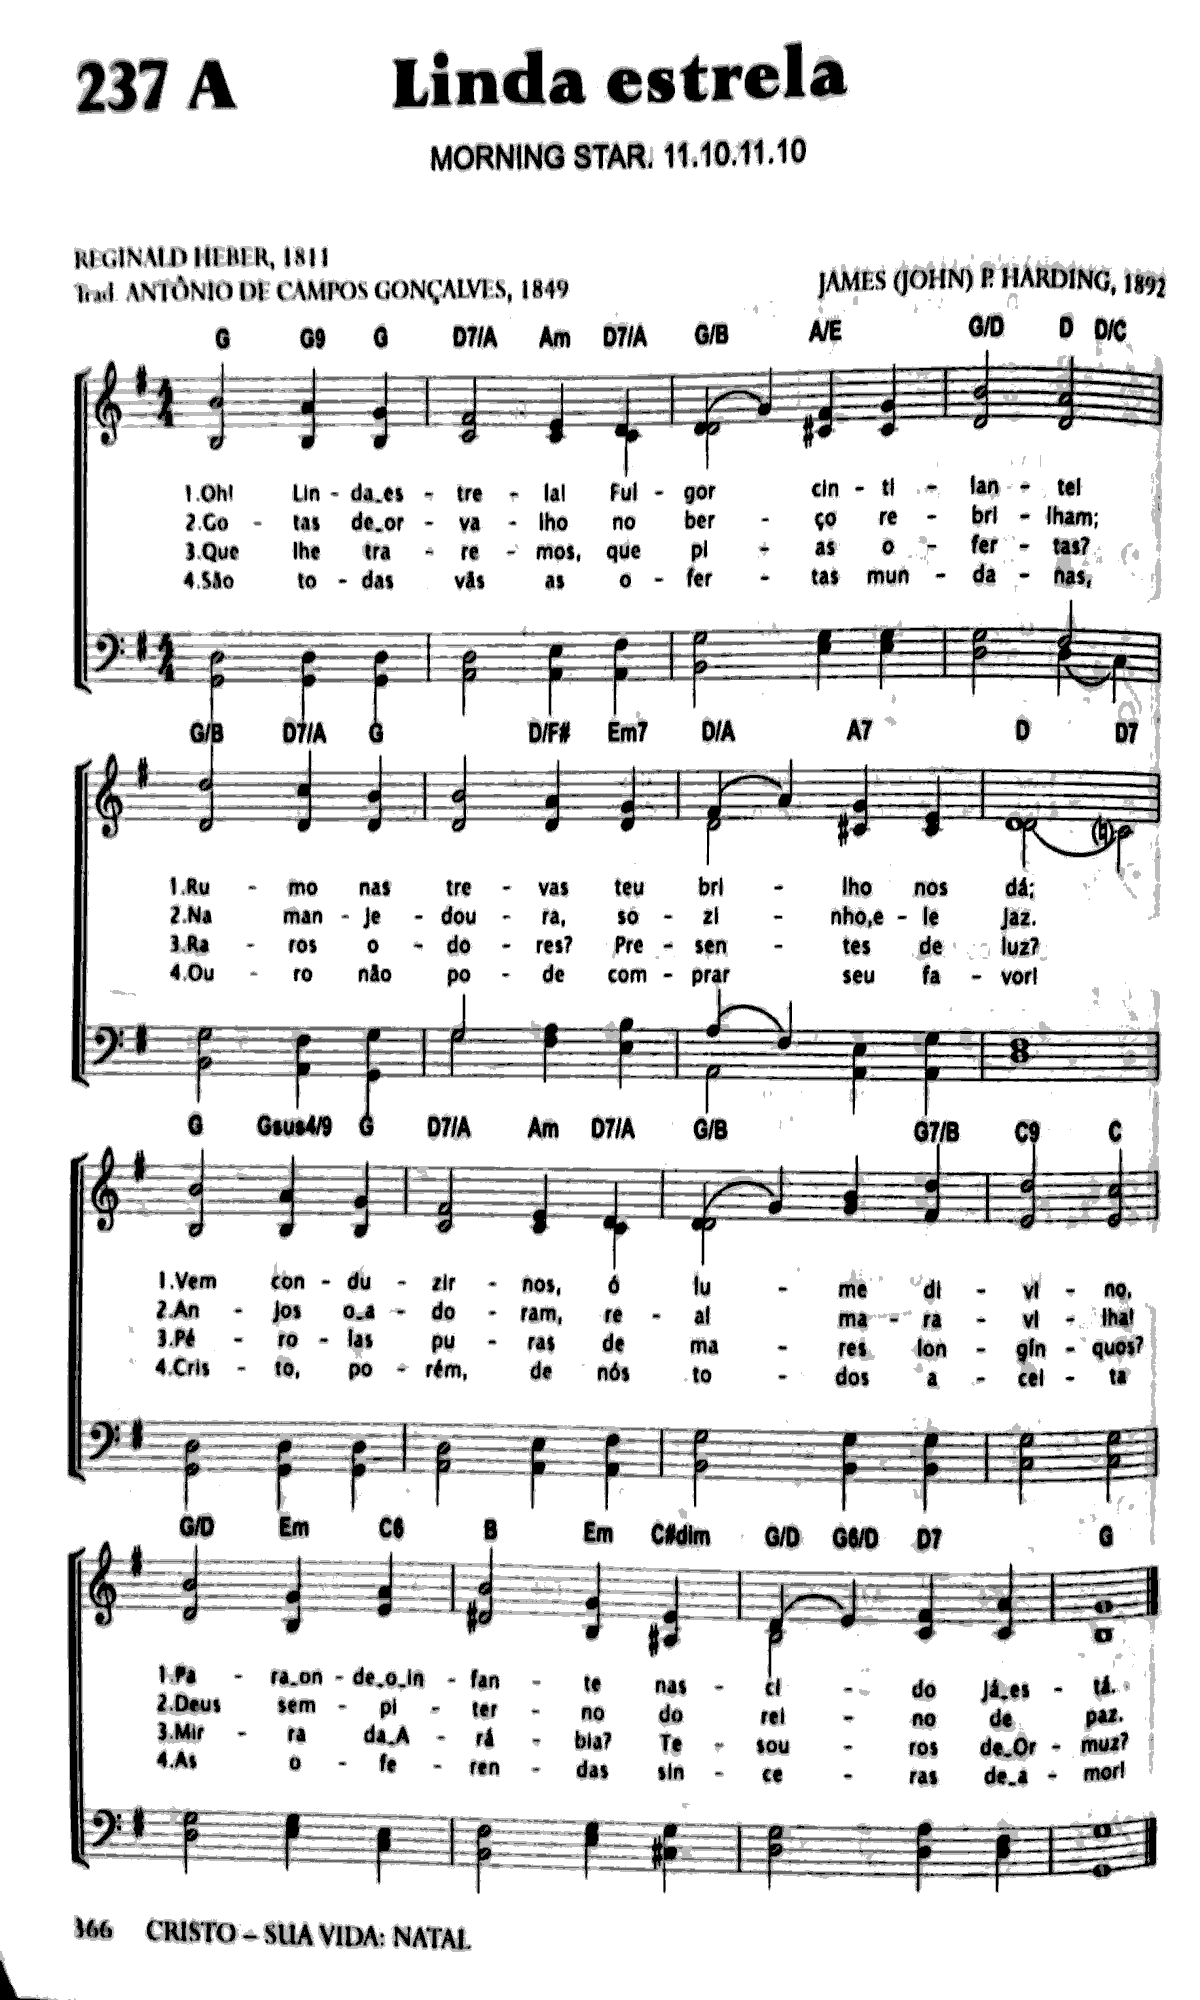 237 A Linda estrela
MORNING STAR. 11.10.11.10
REGINALD HEBER, 1811
Trad. ANTÔNIO DE CAMPOS GONÇALVES, 1849
JAMES (JOHN) P. HARDING, 1892
G G9 G D7/A Am D7/A G/B A/E G/D D D/C
1.Oh! Lin - da_es - tre - la! Ful - gor cin - ti - lan - te!
2.Go - tas de_or - va - lho no ber - ço re - bri - lham;
3.Que lhe tra - re - mos, que pi - as o - fer - tas?
4.São to - das vãs as o - fer - tas mun - da - nas,
G/B D7/A G D/F# Em7 D/A A7 D D7
1.Ru - mo nas tre - vas teu bri - lho nos dá;
2.Na man - je - dou - ra, so - zi - nho,e - le jaz.
3.Ra - ros o - do - res? Pre - sen - tes de luz?
4.Ou - ro não po - de com - prar seu fa - vor!
G Gsus4/9 G D7/A Am D7/A G/B G7/B C9 C
1.Vem con - du - zir - nos, ó lu - me di - vi - no,
2.An - jos o_a - do - ram, re - al ma - ra - vi - lha!
3.Pé - ro - las pu - ras de ma - res lon - gín - quos?
4.Cris - to, po - rém, de nós to - dos a - cei - ta
G/D Em C6 B Em C#dim G/D G6/D D7 G
1.Pa - ra_on - de_o_in - fan - te nas - ci - do já_es - tá.
2.Deus sem - pi - ter - no do rei - no de paz.
3.Mir - ra da_A - rá - bia? Te - sou - ros de_Or - muz?
4.As o - fe - ren - das sin - ce - ras de_a - mor!
366 CRISTO – SUA VIDA: NATAL